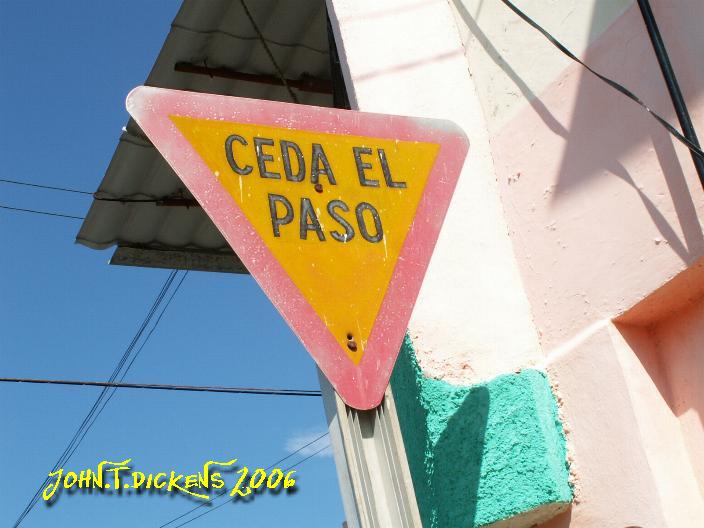 CEDA EL
PASO
JOHN.T.DICKENS 2006